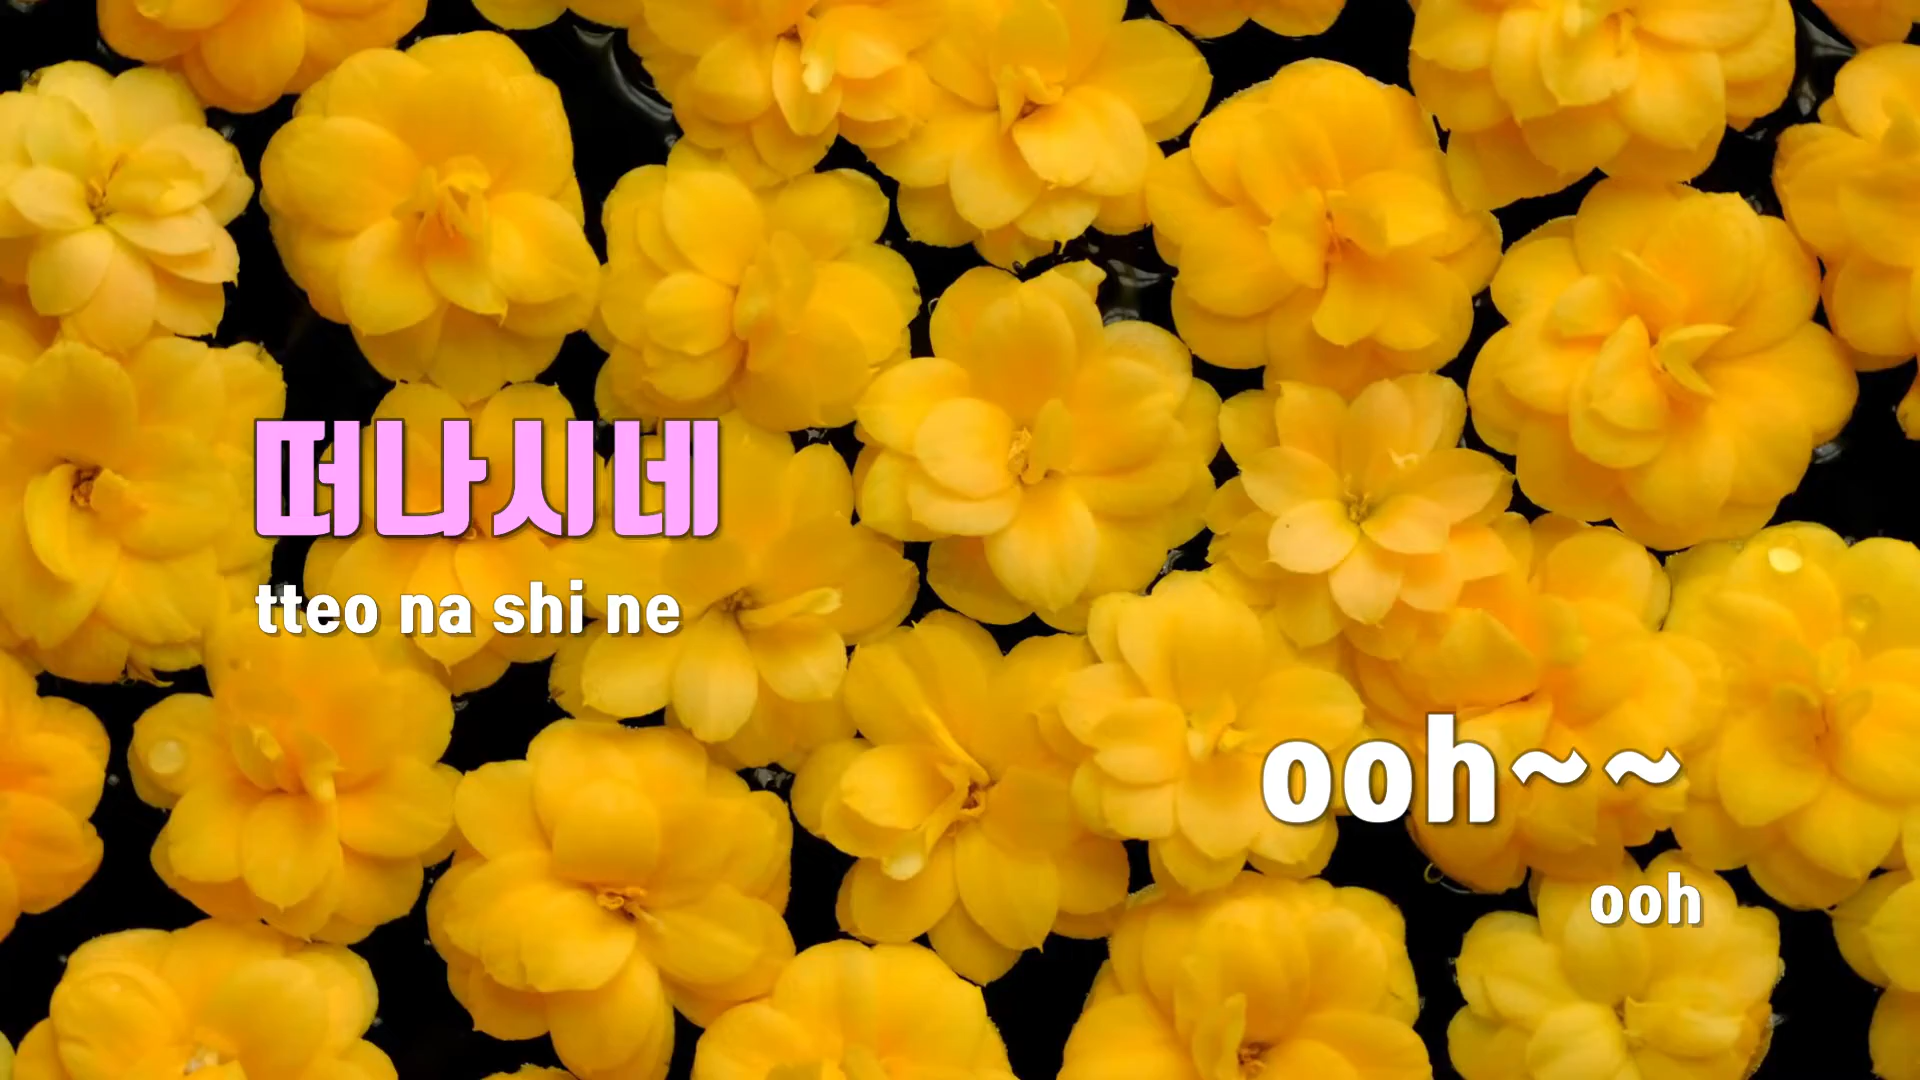 떠나시네
tteo na shi ne
ooh~~
ooh